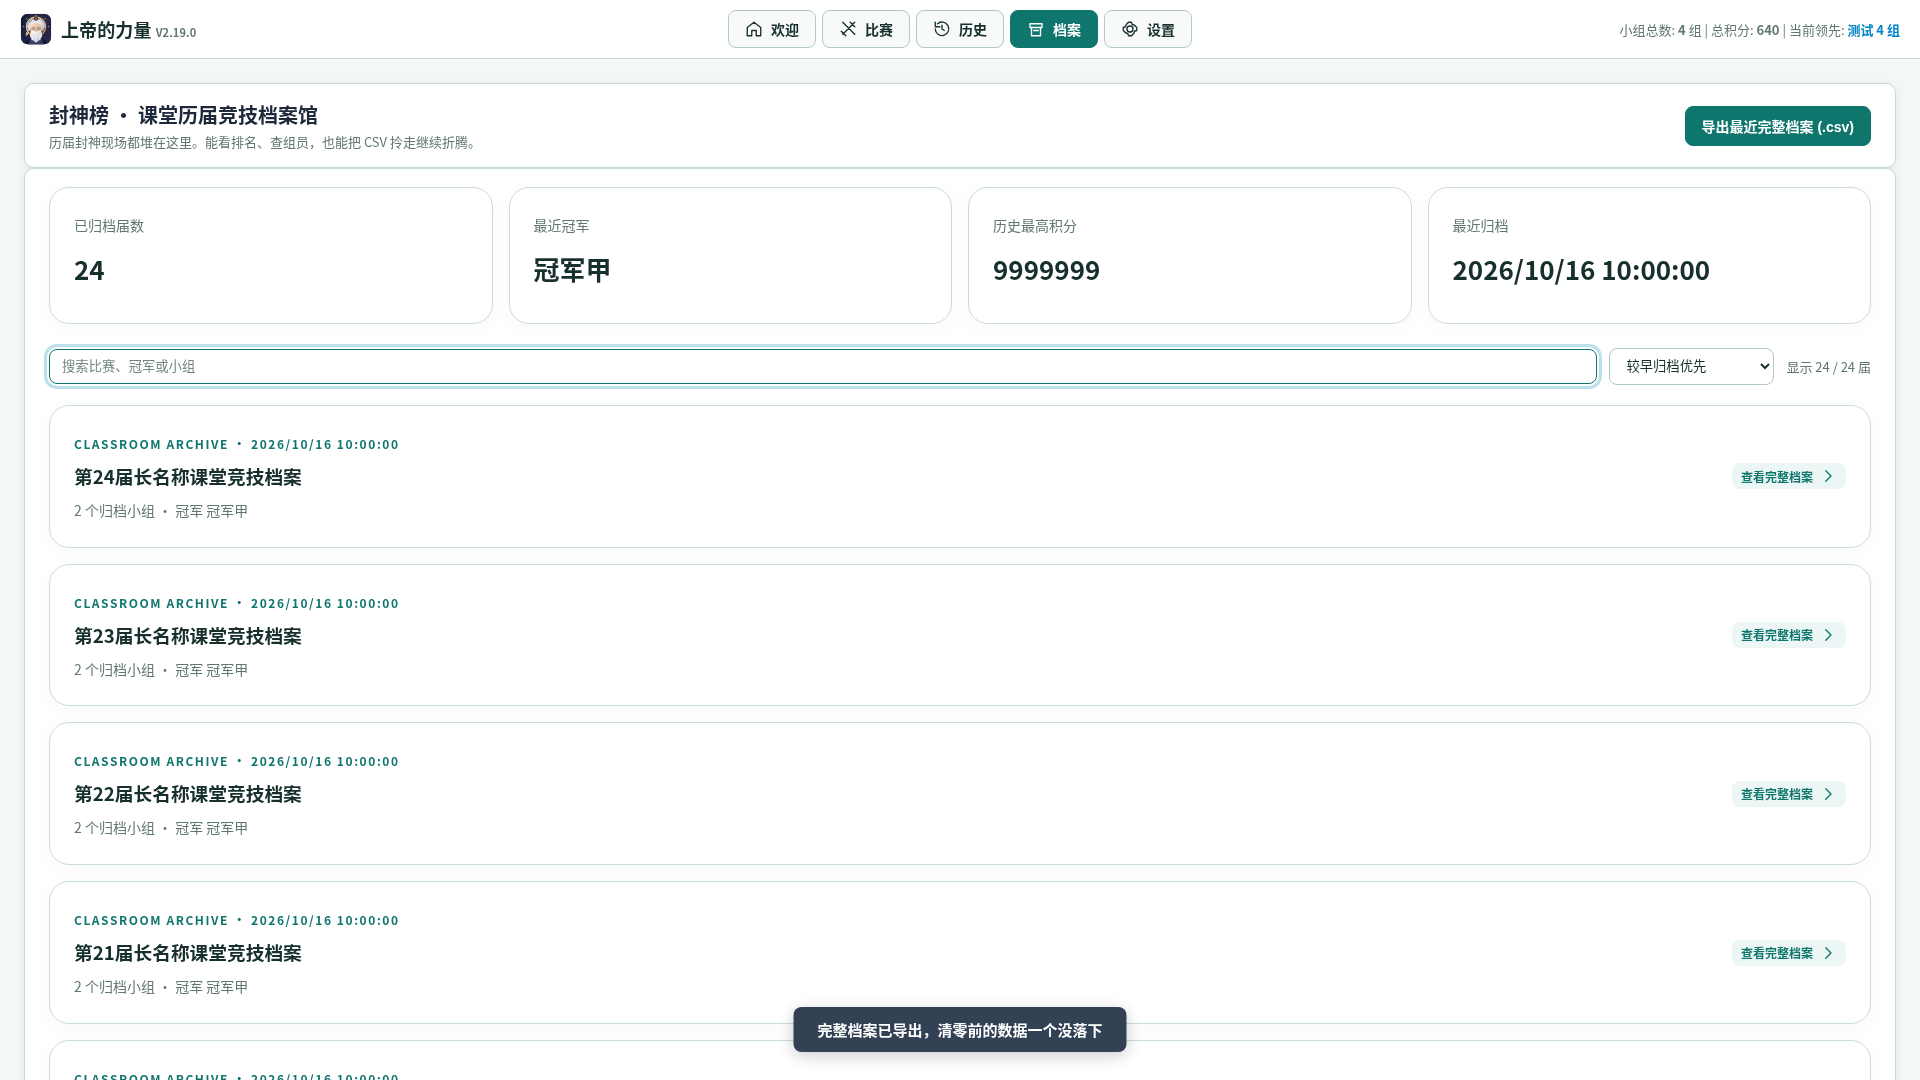 上帝的力量 V2.19.0
欢迎
比赛
历史
档案
设置
小组总数: 4 组 | 总积分: 640 | 当前领先: 测试 4 组
封神榜 • 课堂历届竞技档案馆
历届封神现场都堆在这里。能看排名、查组员，也能把 CSV 拎走继续折腾。
导出最近完整档案 (.csv)
已归档届数
24
最近冠军
冠军甲
历史最高积分
9999999
最近归档
2026/10/16 10:00:00
搜索比赛、冠军或小组
较早归档优先
显示 24 / 24 届
CLASSROOM ARCHIVE • 2026/10/16 10:00:00
第24届长名称课堂竞技档案
2 个归档小组 • 冠军 冠军甲
查看完整档案
CLASSROOM ARCHIVE • 2026/10/16 10:00:00
第23届长名称课堂竞技档案
2 个归档小组 • 冠军 冠军甲
查看完整档案
CLASSROOM ARCHIVE • 2026/10/16 10:00:00
第22届长名称课堂竞技档案
2 个归档小组 • 冠军 冠军甲
查看完整档案
CLASSROOM ARCHIVE • 2026/10/16 10:00:00
第21届长名称课堂竞技档案
2 个归档小组 • 冠军 冠军甲
查看完整档案
完整档案已导出，清零前的数据一个没落下
CLASSROOM ARCHIVE • 2026/10/16 10:00:00